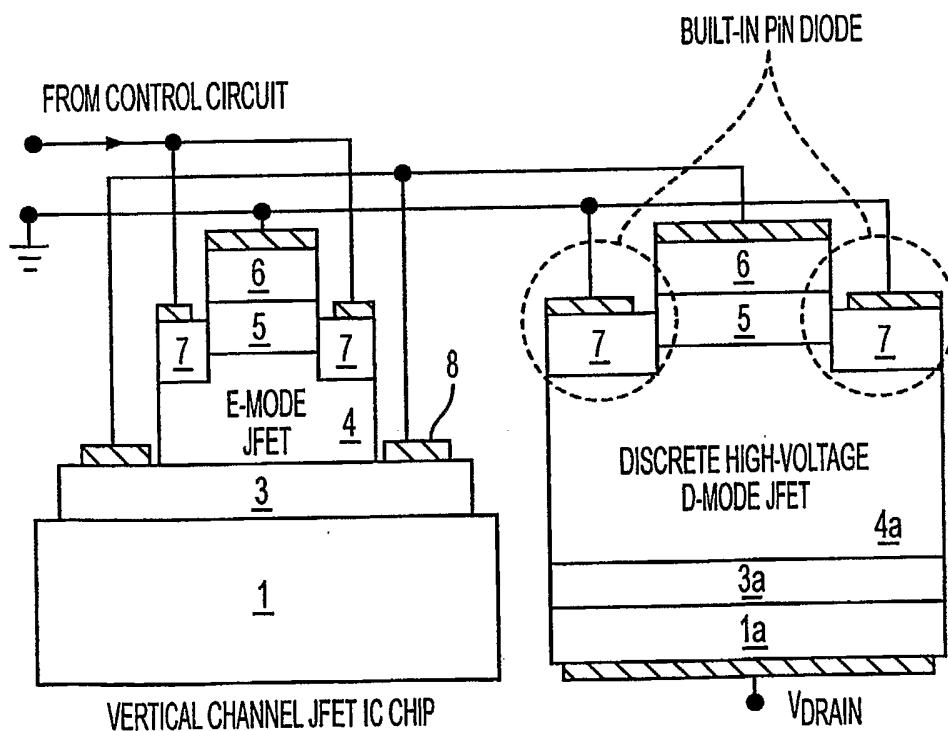 BUILT-IN PiN DIODE
FROM CONTROL CIRCUIT
6
5
7
7
E-MODE
JFET
4
8
3
1
VERTICAL CHANNEL JFET IC CHIP
6
5
7
7
DISCRETE HIGH-VOLTAGE
D-MODE JFET
4a
3a
1a
VDRAIN